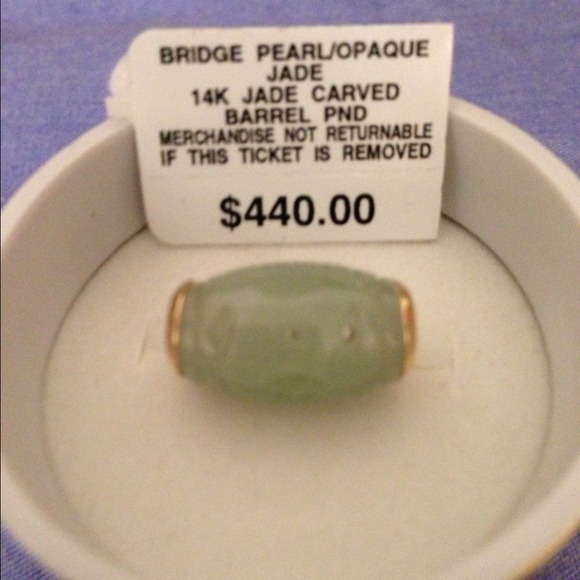 BRIDGE PEARL/OPAQUE
JADE
14K JADE CARVED
BARREL PND
MERCHANDISE NOT RETURNABLE
IF THIS TICKET IS REMOVED
$440.00